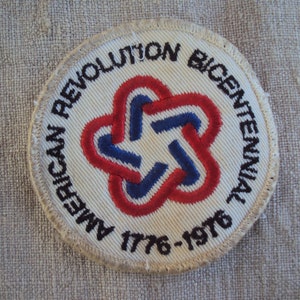 AMERICAN REVOLUTION BICENTENNIAL
1776-1976